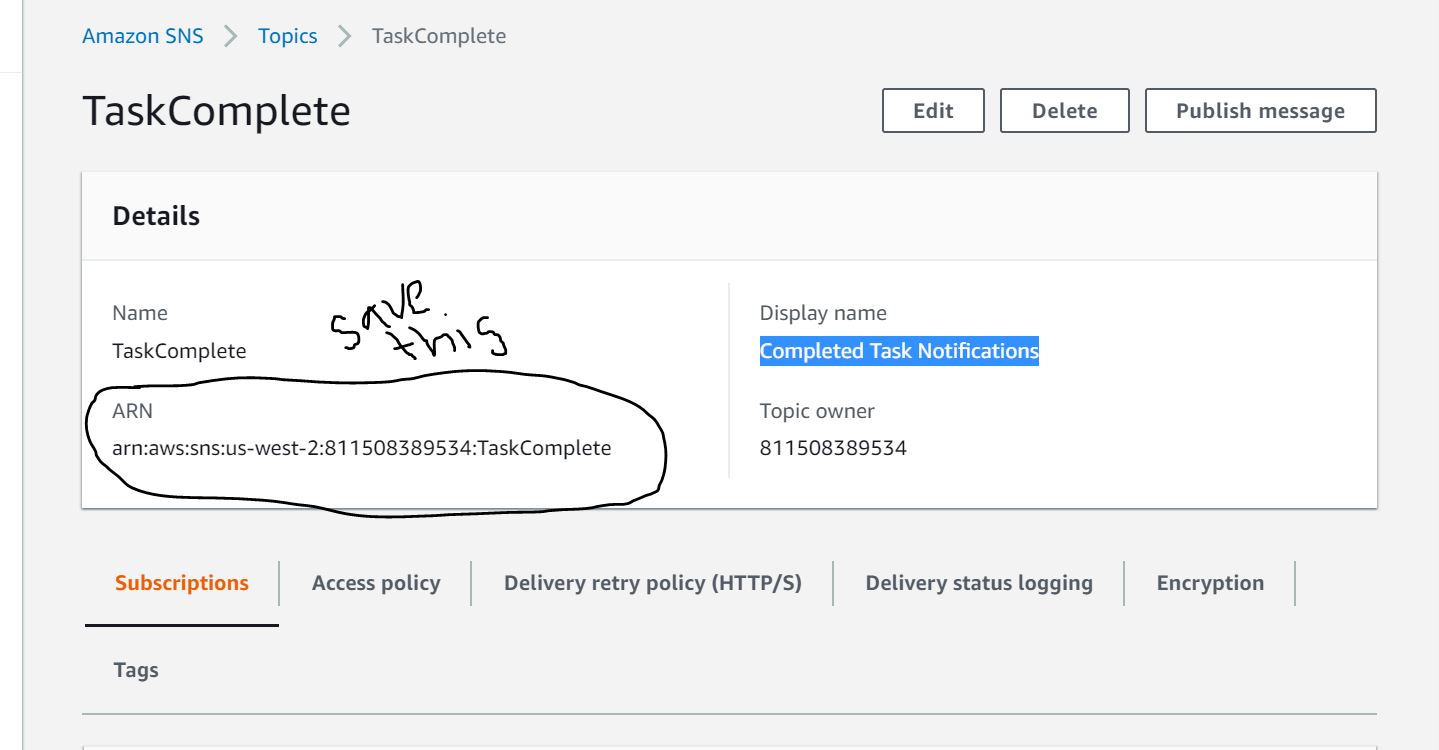 Amazon SNS > Topics > TaskComplete
TaskComplete
Edit
Delete
Publish message
Details
Name
TaskComplete
save.
this
ARN
arn:aws:sns:us-west-2:811508389534:TaskComplete
Display name
Completed Task Notifications
Topic owner
811508389534
Subscriptions
Access policy
Delivery retry policy (HTTP/S)
Delivery status logging
Encryption
Tags